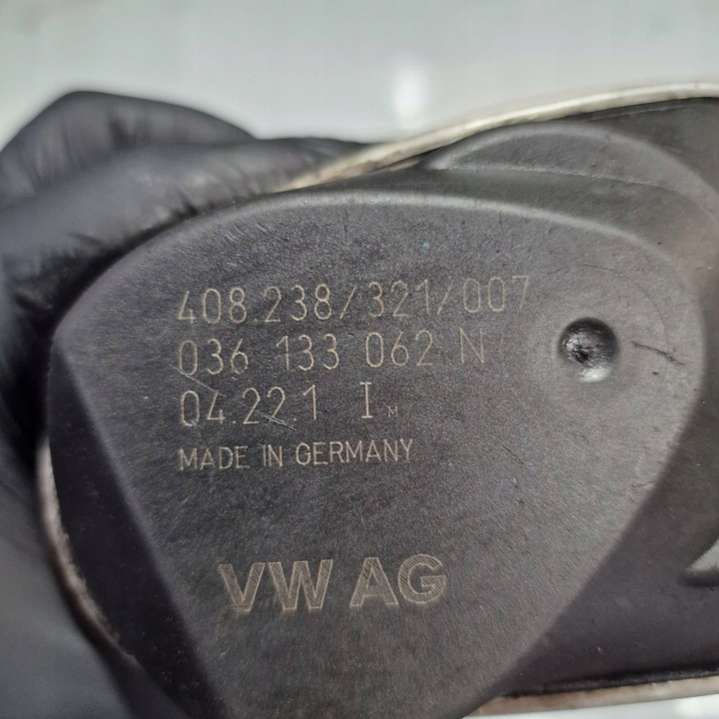 408.238/321/007
036 133 062 N
04.22 1 I M
MADE IN GERMANY
VW AG